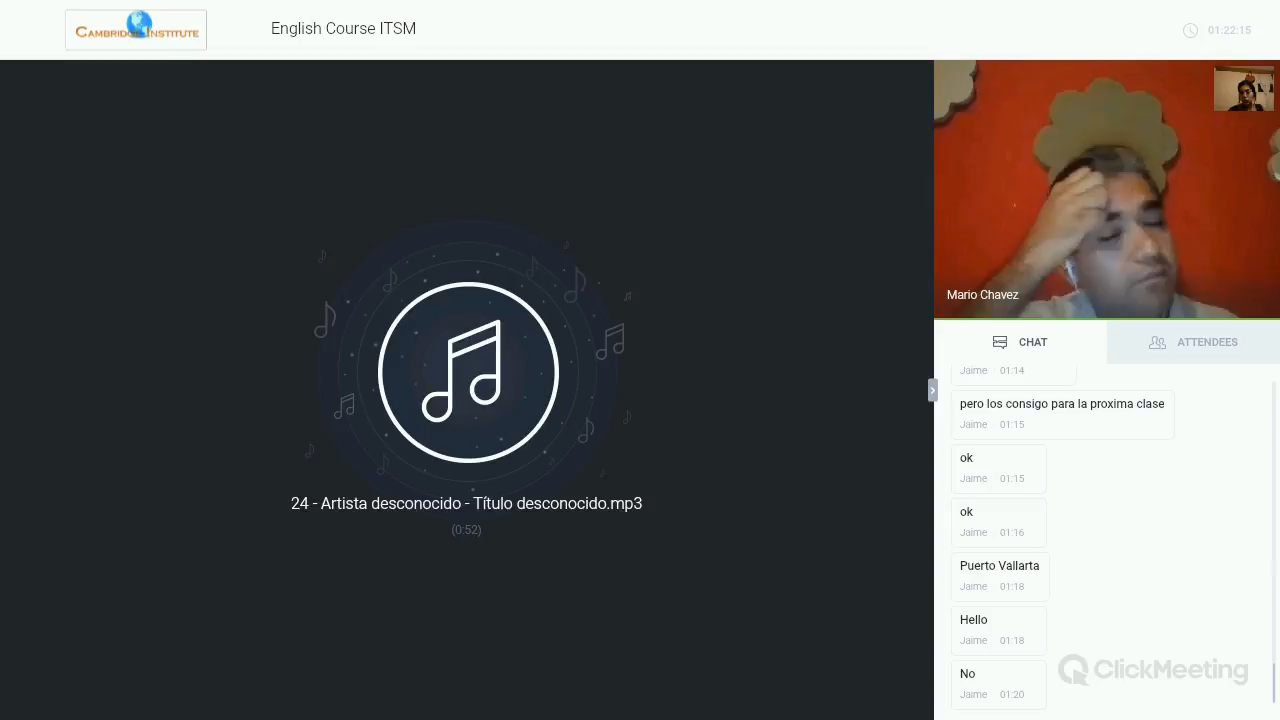 CAMBRIDGE INSTITUTE
English Course ITSM
01:22:15
24 - Artista desconocido - Título desconocido.mp3
(0:52)
Mario Chavez
CHAT
ATTENDEES
Jaime 01:14
pero los consigo para la proxima clase
Jaime 01:15
ok
Jaime 01:15
ok
Jaime 01:16
Puerto Vallarta
Jaime 01:18
Hello
Jaime 01:18
No
Jaime 01:20
ClickMeeting